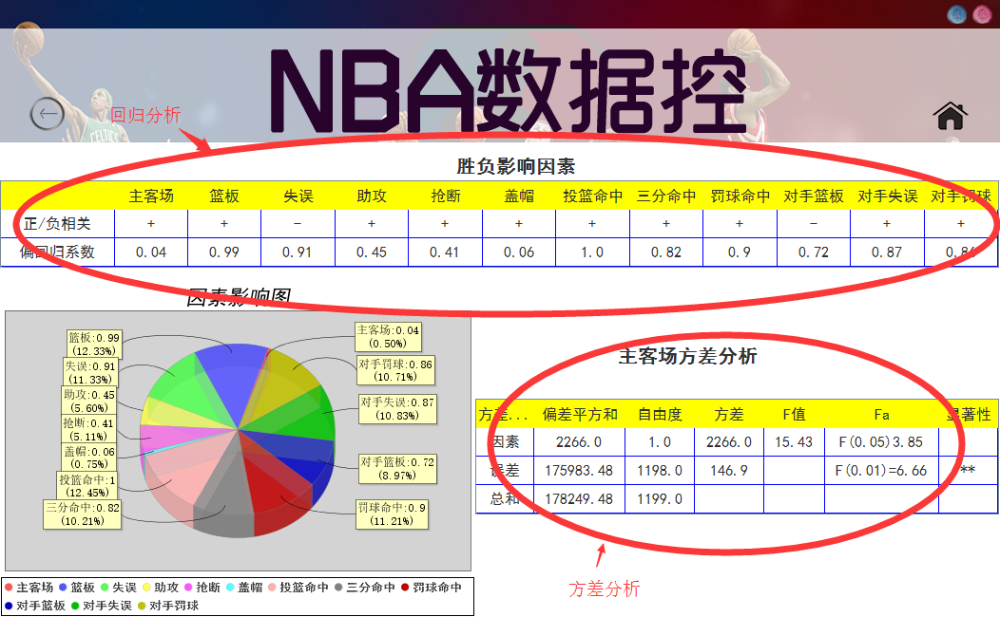 NBA数据控
CELTICS
回归分析
胜负影响因素
主客场 篮板 失误 助攻 抢断 盖帽 投篮命中 三分命中 罚球命中 对手篮板 对手失误 对手罚球
正/负相关 + + － + + + + + + － + +
偏回归系数 0.04 0.99 0.91 0.45 0.41 0.06 1.0 0.82 0.9 0.72 0.87 0.86
因素影响图
篮板:0.99
(12.33%)
失误:0.91
(11.33%)
助攻:0.45
(5.60%)
抢断:0.41
(5.11%)
盖帽:0.06
(0.75%)
投篮命中:1
(12.45%)
三分命中:0.82
(10.21%)
主客场:0.04
(0.50%)
对手罚球:0.86
(10.71%)
对手失误:0.87
(10.83%)
对手篮板:0.72
(8.97%)
罚球命中:0.9
(11.21%)
主客场 篮板 失误 助攻 抢断 盖帽 投篮命中 三分命中 罚球命中
对手篮板 对手失误 对手罚球
主客场方差分析
方差... 偏差平方和 自由度 方差 F值 Fa 显著性
因素 2266.0 1.0 2266.0 15.43 F(0.05)3.85
误差 175983.48 1198.0 146.9 F(0.01)=6.66 **
总和 178249.48 1199.0
方差分析